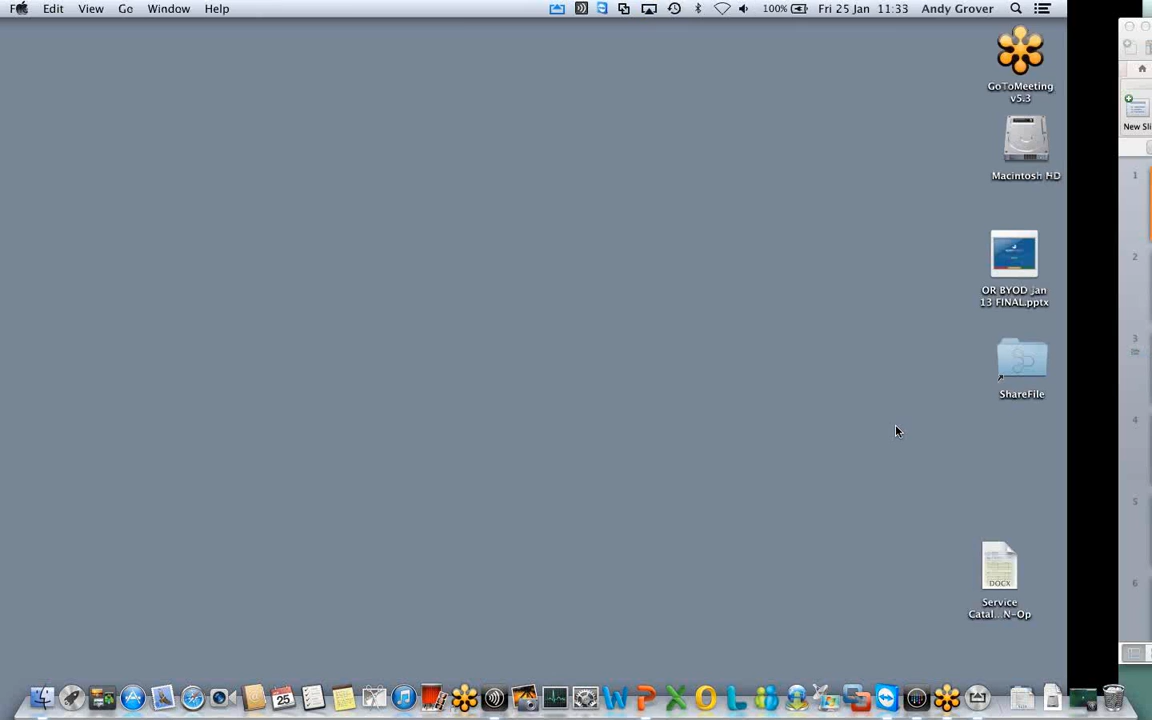 Edit View Go Window Help 100% Fri 25 Jan 11:33 Andy Grover
GoToMeeting
v5.3
Macintosh HD
OR BYOD Jan
13 FINAL.pptx
ShareFile
DOCX
Service
Catal...N-Op
25
New Sli
1
2
3
4
5
6